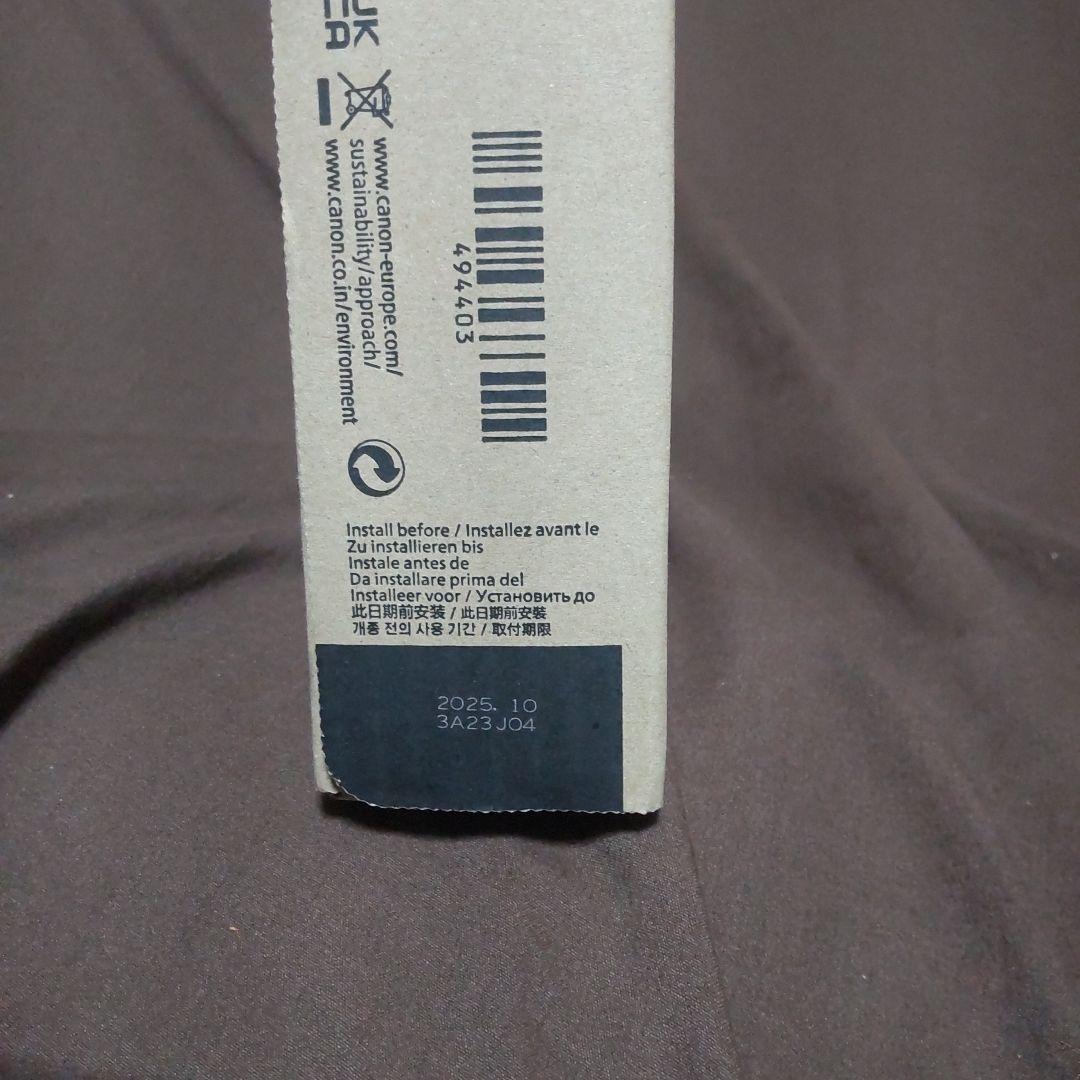 UK
CA
www.canon-europe.com/
sustainability/approach/
www.canon.co.in/environment
494403
Install before / Installez avant le
Zu installieren bis
Instale antes de
Da installare prima del
Installeer voor / Установить до
此日期前安装 / 此日期前安裝
개봉 전의 사용 기간 / 取付期限
2025. 10
3A23J04